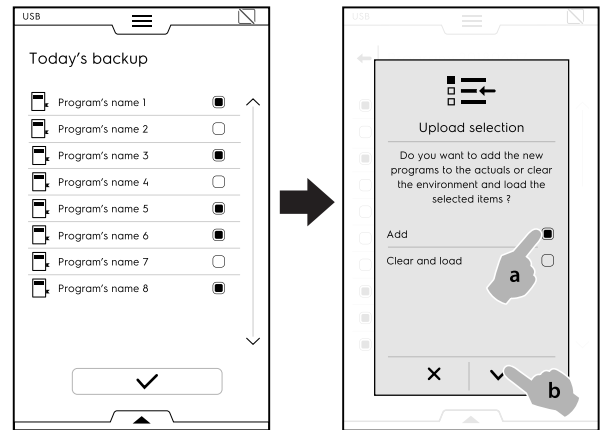 USB
Today's backup
Program's name 1
Program's name 2
Program's name 3
Program's name 4
Program's name 5
Program's name 6
Program's name 7
Program's name 8
USB
Upload selection
Do you want to add the new
programs to the actuals or clear
the environment and load the
selected items ?
Add
Clear and load
a
b